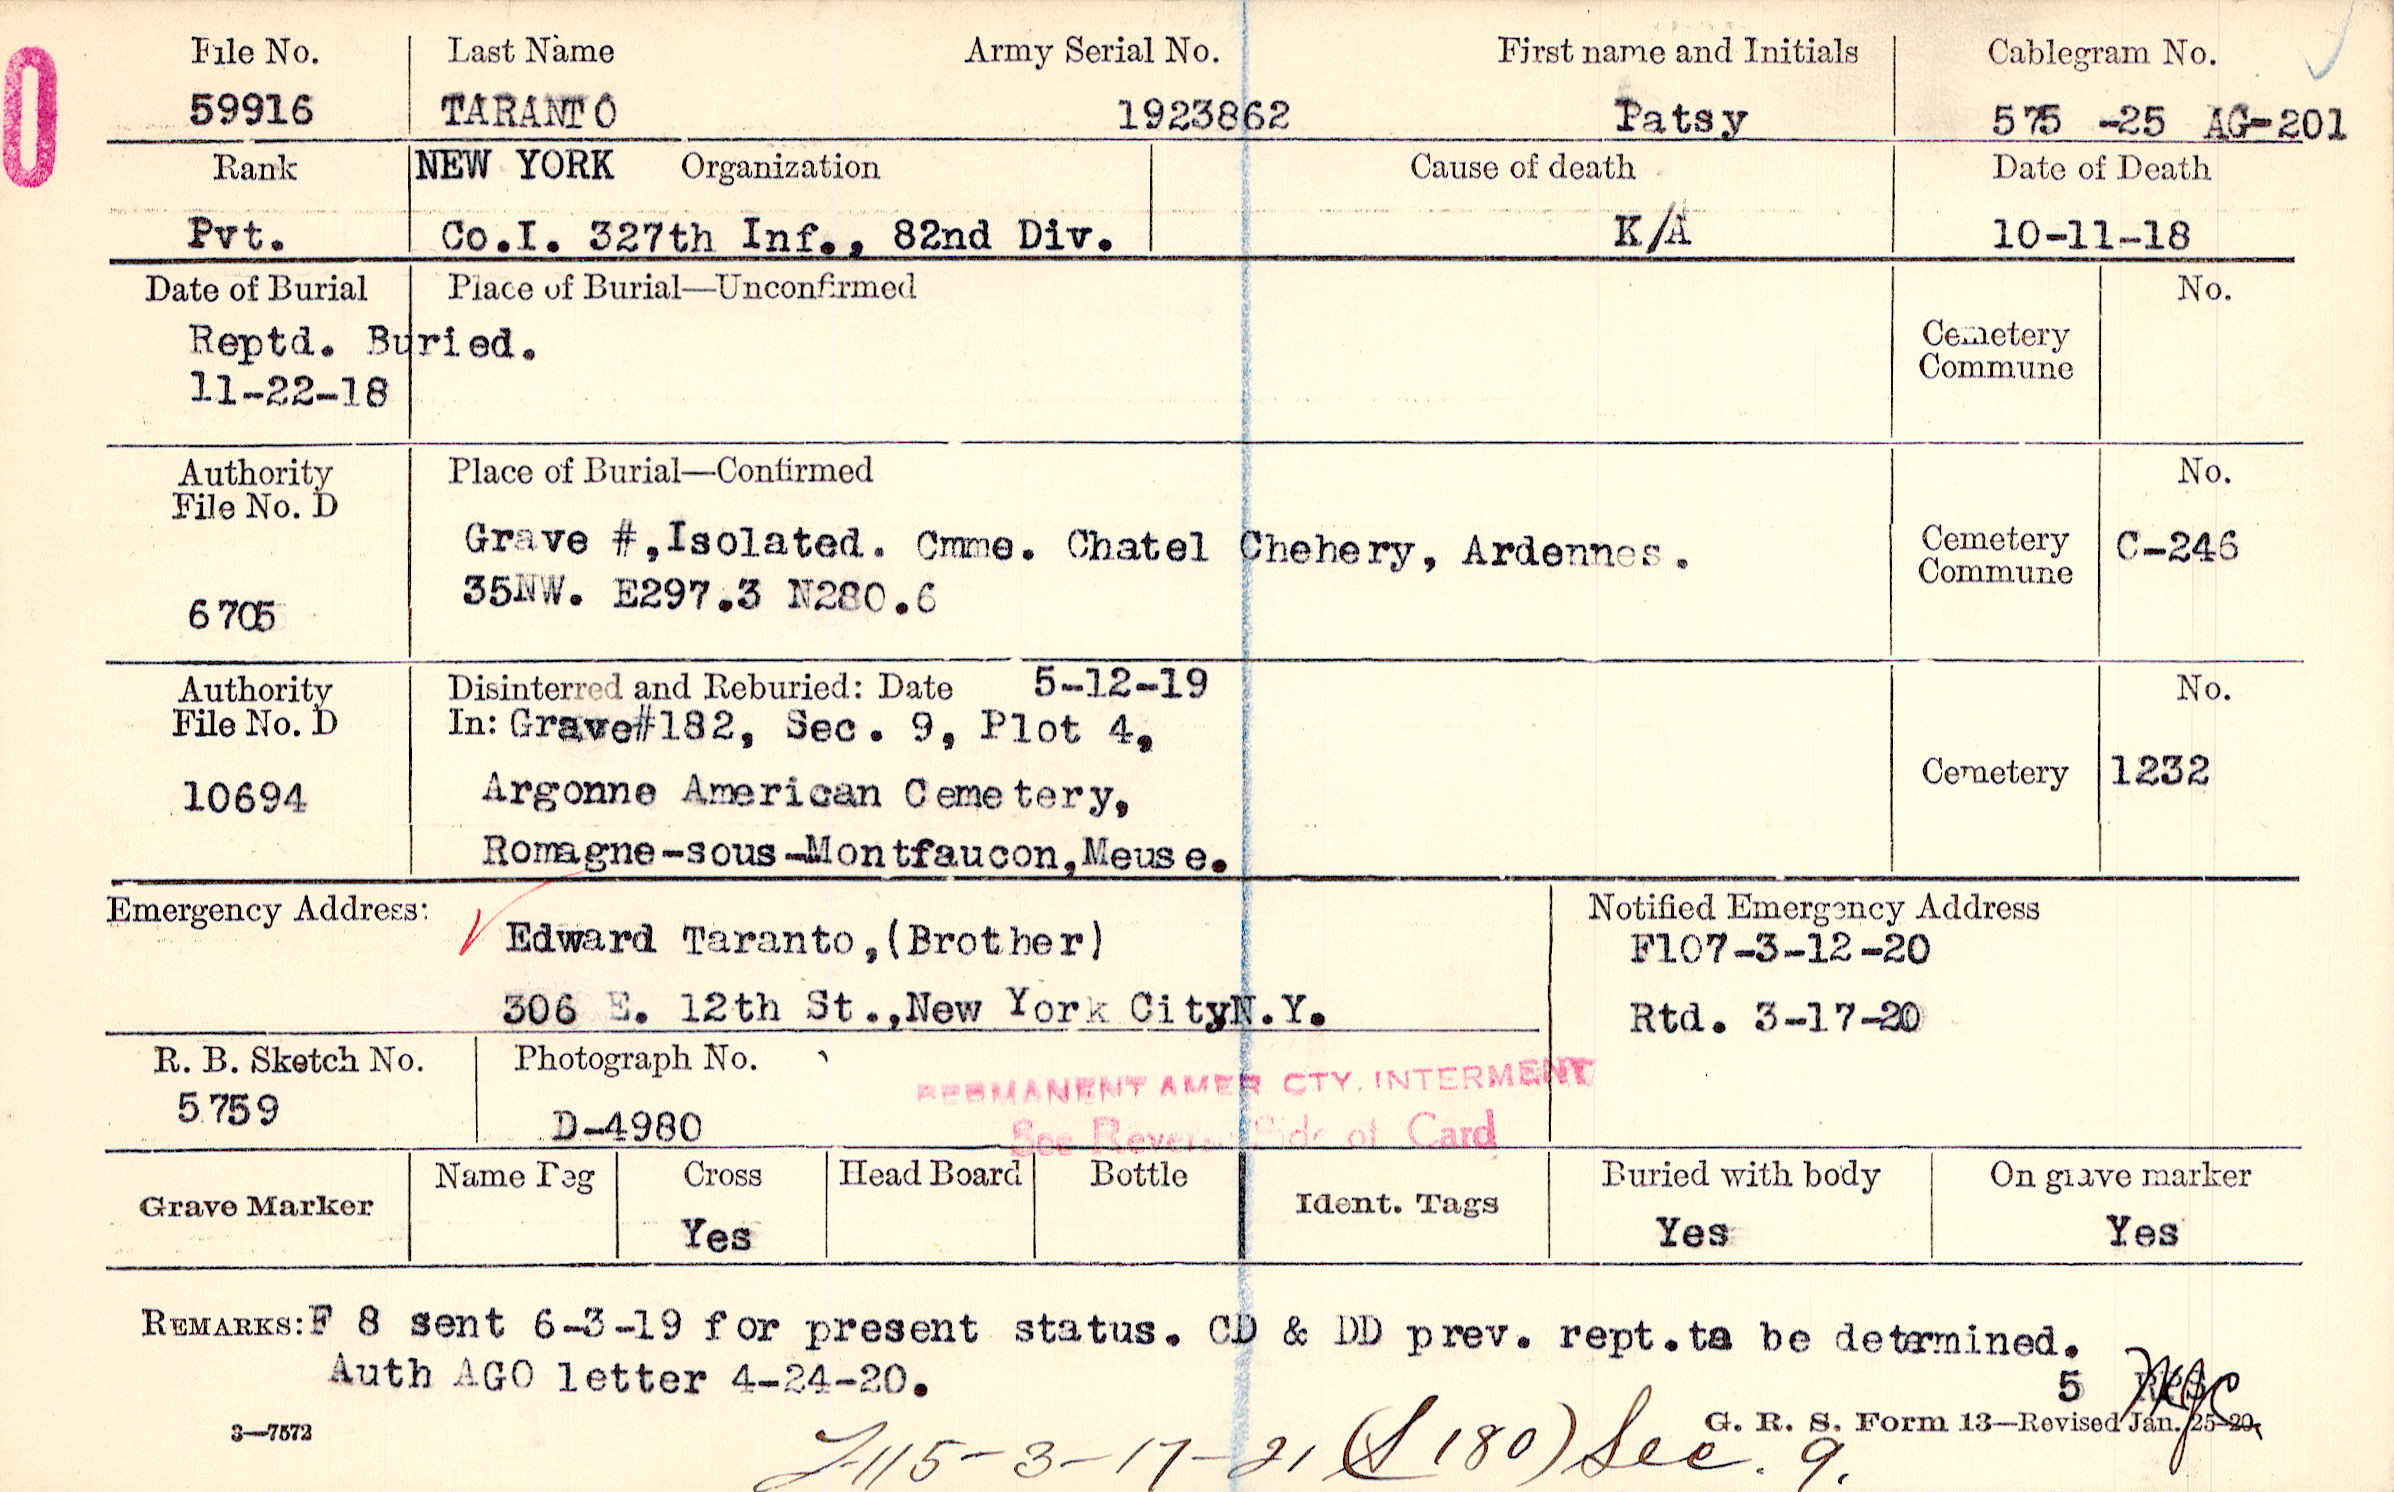 0
File No. Last Name Army Serial No. First name and Initials Cablegram No.
59916 TARANTO 1923862 Patsy 575 -25 AG-201
Rank NEW YORK Organization Cause of death Date of Death
Pvt. Co.I. 327th Inf., 82nd Div. K/A 10-11-18
Date of Burial Place of Burial—Unconfirmed No.
Reptd. Buried. Cemetery
11-22-18 Commune
Authority Place of Burial—Confirmed No.
File No. D
Grave #,Isolated. Cmme. Chatel Chehery, Ardennes. Cemetery C-246
35NW. E297.3 N280.6 Commune
6705
Authority Disinterred and Reburied: Date 5-12-19 No.
File No. D In: Grave#182, Sec. 9, Plot 4,
10694 Argonne American Cemetery, Cemetery 1232
Romagne-sous-Montfaucon,Meuse.
Emergency Address: Notified Emergency Address
Edward Taranto,(Brother) F107-3-12-20
306 E. 12th St.,New York CityN.Y. Rtd. 3-17-20
R. B. Sketch No. Photograph No.
5759 D-4980
PERMANENT AMER CTY. INTERMENT
See Reverse Side of Card
Grave Marker Name Peg Cross Head Board Bottle Ident. Tags Buried with body On grave marker
Yes Yes Yes
REMARKS: F 8 sent 6-3-19 for present status. CD & DD prev. rept.ta be detarmined.
Auth AGO letter 4-24-20.
5
3—7572 G. R. S. Form 13—Revised Jan. 25-20
115-3-17-21 (S 180) Sec. 9.